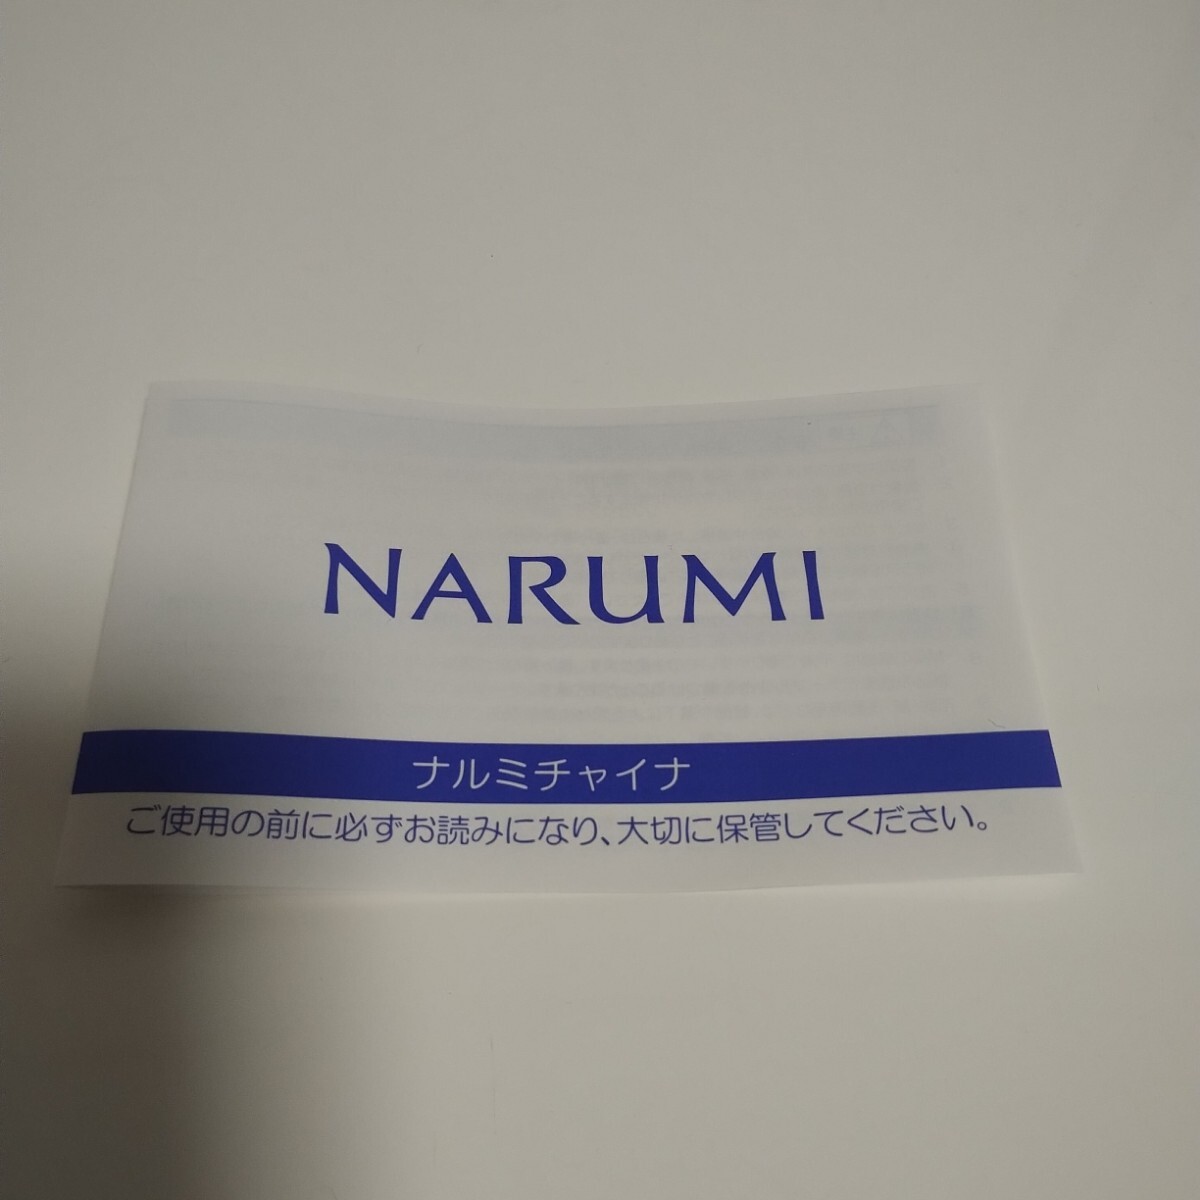 NARUMI
ナルミチャイナ
ご使用の前に必ずお読みになり、大切に保管してください。